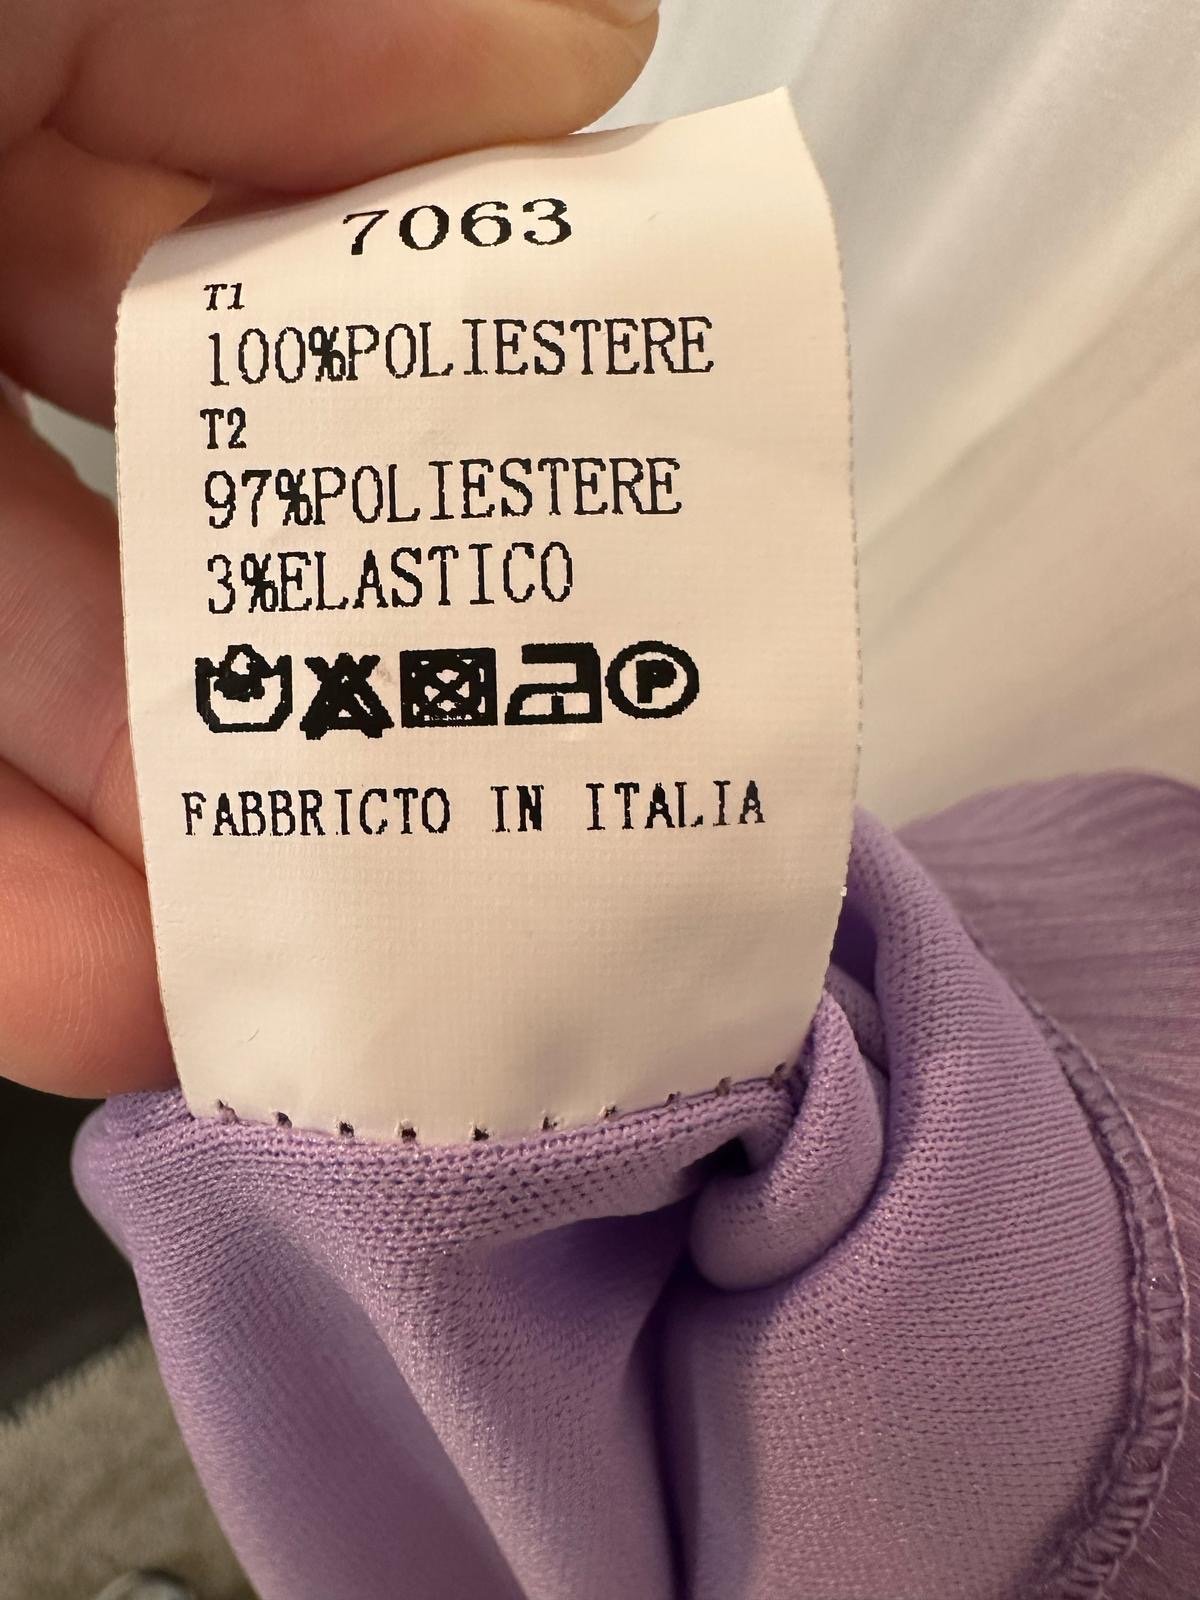 7063
T1
100%POLIESTERE
T2
97%POLIESTERE
3%ELASTICO
P
FABBRICTO IN ITALIA